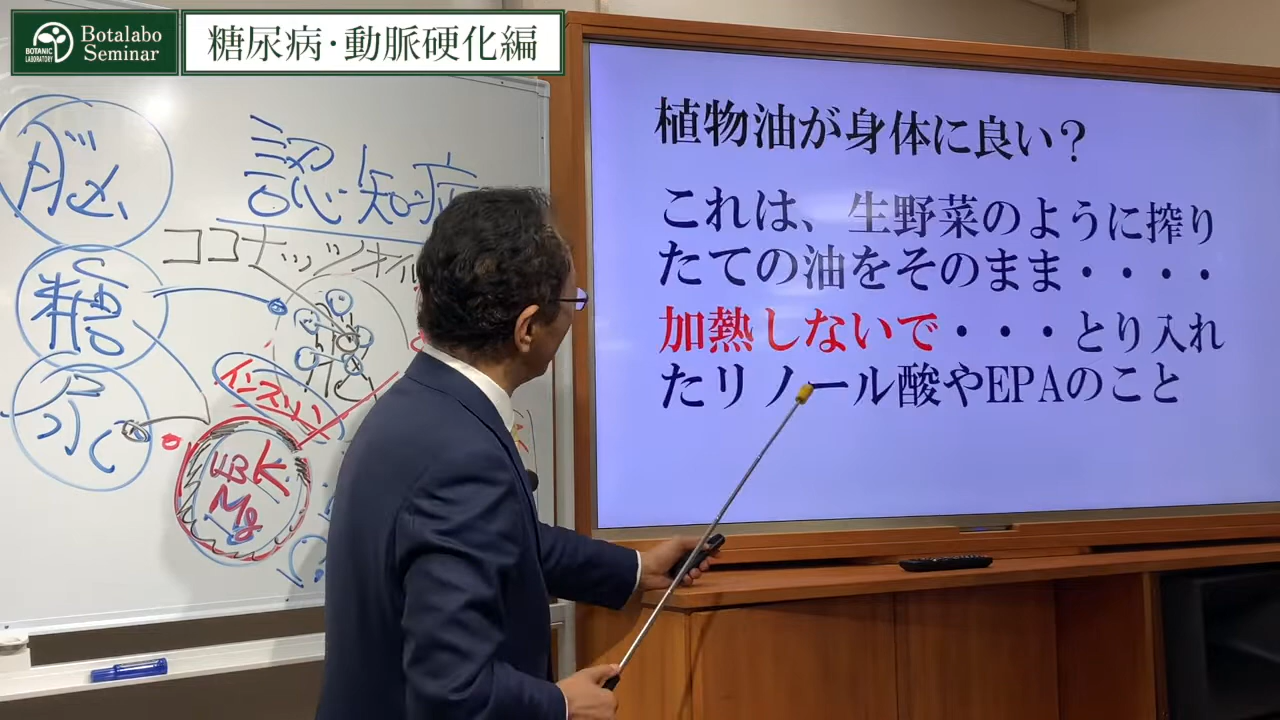 BOTANIC
LABORATORY
Botalabo
Seminar
糖尿病・動脈硬化編
脳
認知病
ココナッツオイル
糖
尿
インスリン
K
Mg
植物油が身体に良い？
これは、生野菜のように搾り
たての油をそのまま・・・・
加熱しないで・・・とり入れ
たリノール酸やEPAのこと